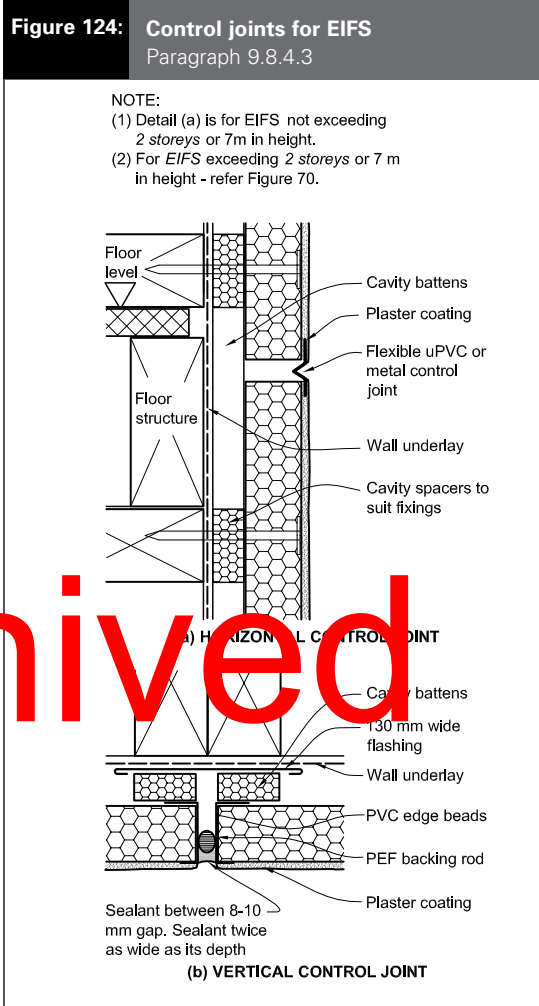 Figure 124:
Control joints for EIFS
Paragraph 9.8.4.3
NOTE:
(1) Detail (a) is for EIFS not exceeding
2 storeys or 7m in height.
(2) For EIFS exceeding 2 storeys or 7 m
in height - refer Figure 70.
Floor
level
Cavity battens
Plaster coating
Flexible uPVC or
metal control
joint
Floor
structure
Wall underlay
Cavity spacers to
suit fixings
hived
(a) HORIZONTAL CONTROL JOINT
Cavity battens
130 mm wide
flashing
Wall underlay
PVC edge beads
PEF backing rod
Plaster coating
Sealant between 8-10
mm gap. Sealant twice
as wide as its depth
(b) VERTICAL CONTROL JOINT